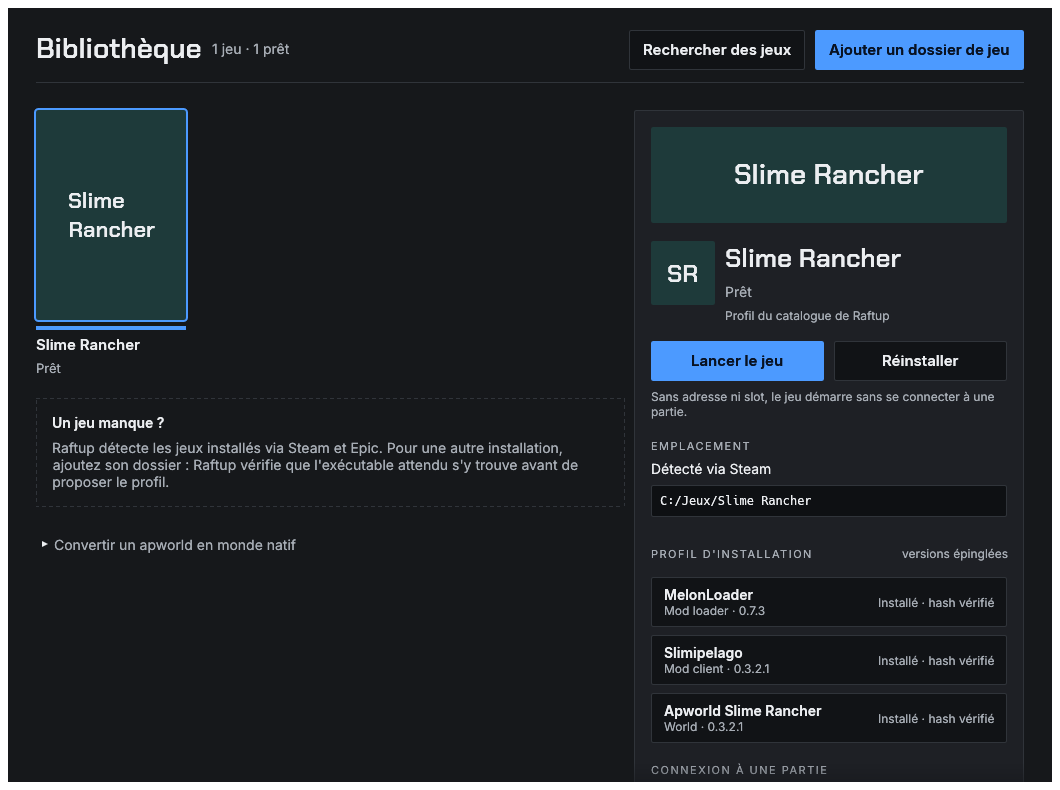 Bibliothèque 1 jeu · 1 prêt
Rechercher des jeux
Ajouter un dossier de jeu
Slime
Rancher
Slime Rancher
Prêt
Un jeu manque ?
Raftup détecte les jeux installés via Steam et Epic. Pour une autre installation,
ajoutez son dossier : Raftup vérifie que l'exécutable attendu s'y trouve avant de
proposer le profil.
▸ Convertir un apworld en monde natif
Slime Rancher
SR
Slime Rancher
Prêt
Profil du catalogue de Raftup
Lancer le jeu
Réinstaller
Sans adresse ni slot, le jeu démarre sans se connecter à une
partie.
EMPLACEMENT
Détecté via Steam
C:/Jeux/Slime Rancher
PROFIL D'INSTALLATION versions épinglées
MelonLoader
Mod loader · 0.7.3
Installé · hash vérifié
Slimipelago
Mod client · 0.3.2.1
Installé · hash vérifié
Apworld Slime Rancher
World · 0.3.2.1
Installé · hash vérifié
CONNEXION À UNE PARTIE